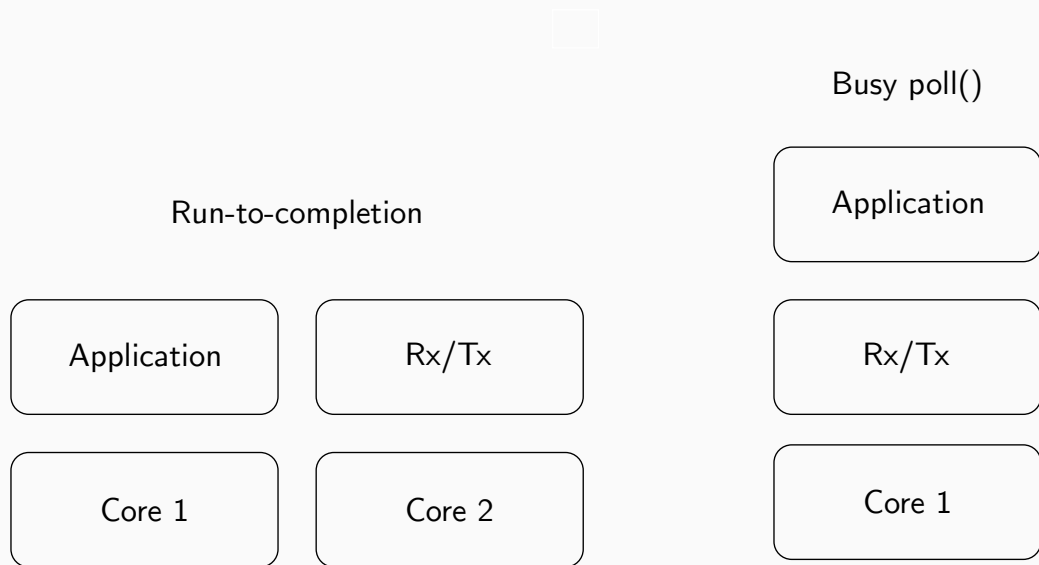 Run-to-completion
Application
Rx/Tx
Core 1
Core 2
Busy poll()
Application
Rx/Tx
Core 1